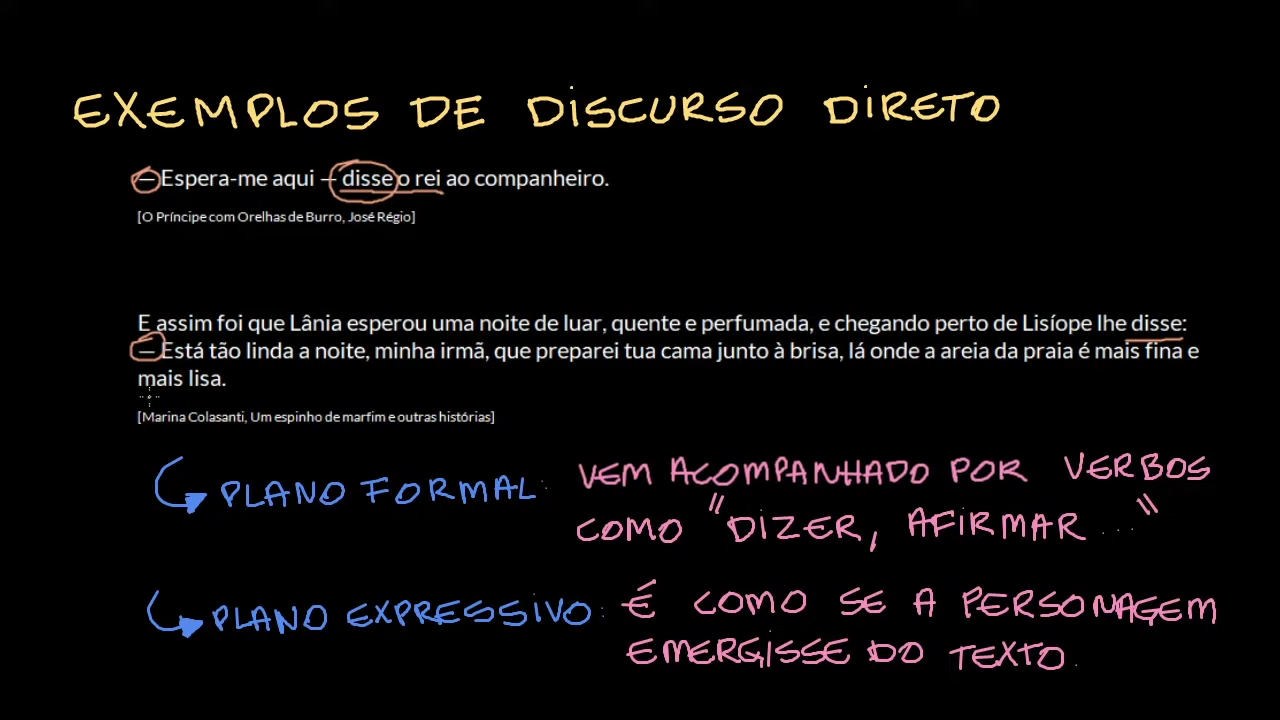 EXEMPLOS DE DISCURSO DIRETO
— Espera-me aqui — disse o rei ao companheiro.
[O Príncipe com Orelhas de Burro, José Régio]
E assim foi que Lânia esperou uma noite de luar, quente e perfumada, e chegando perto de Lisíope lhe disse:
— Está tão linda a noite, minha irmã, que preparei tua cama junto à brisa, lá onde a areia da praia é mais fina e
mais lisa.
[Marina Colasanti, Um espinho de marfim e outras histórias]
PLANO FORMAL: VEM ACOMPANHADO POR VERBOS
COMO "DIZER, AFIRMAR ..."
PLANO EXPRESSIVO: É COMO SE A PERSONAGEM
EMERGISSE DO TEXTO.